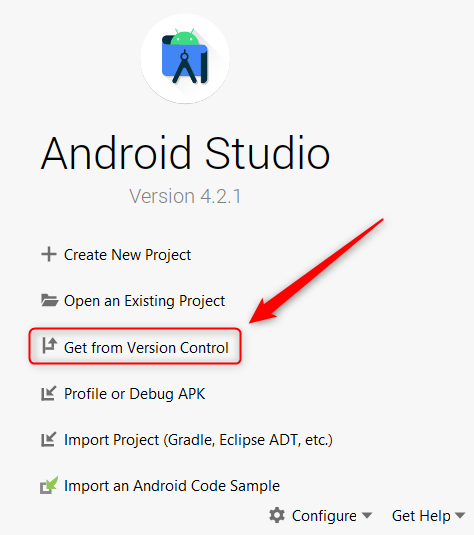 Android Studio
Version 4.2.1
Create New Project
Open an Existing Project
Get from Version Control
Profile or Debug APK
Import Project (Gradle, Eclipse ADT, etc.)
Import an Android Code Sample
Configure Get Help